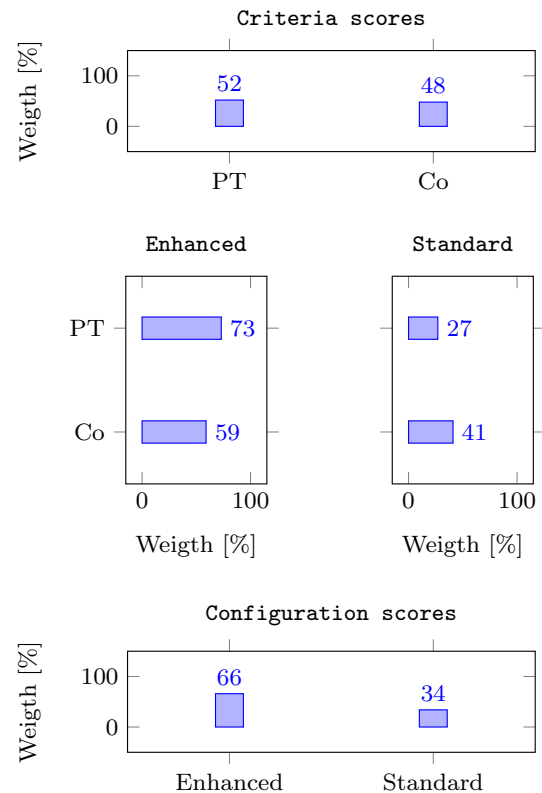 Criteria scores
Weigth [%]
52
48
100
0
PT
Co
Enhanced
Standard
PT
73
27
Co
59
41
0
100
0
100
Weigth [%]
Weigth [%]
Configuration scores
Weigth [%]
66
34
100
0
Enhanced
Standard